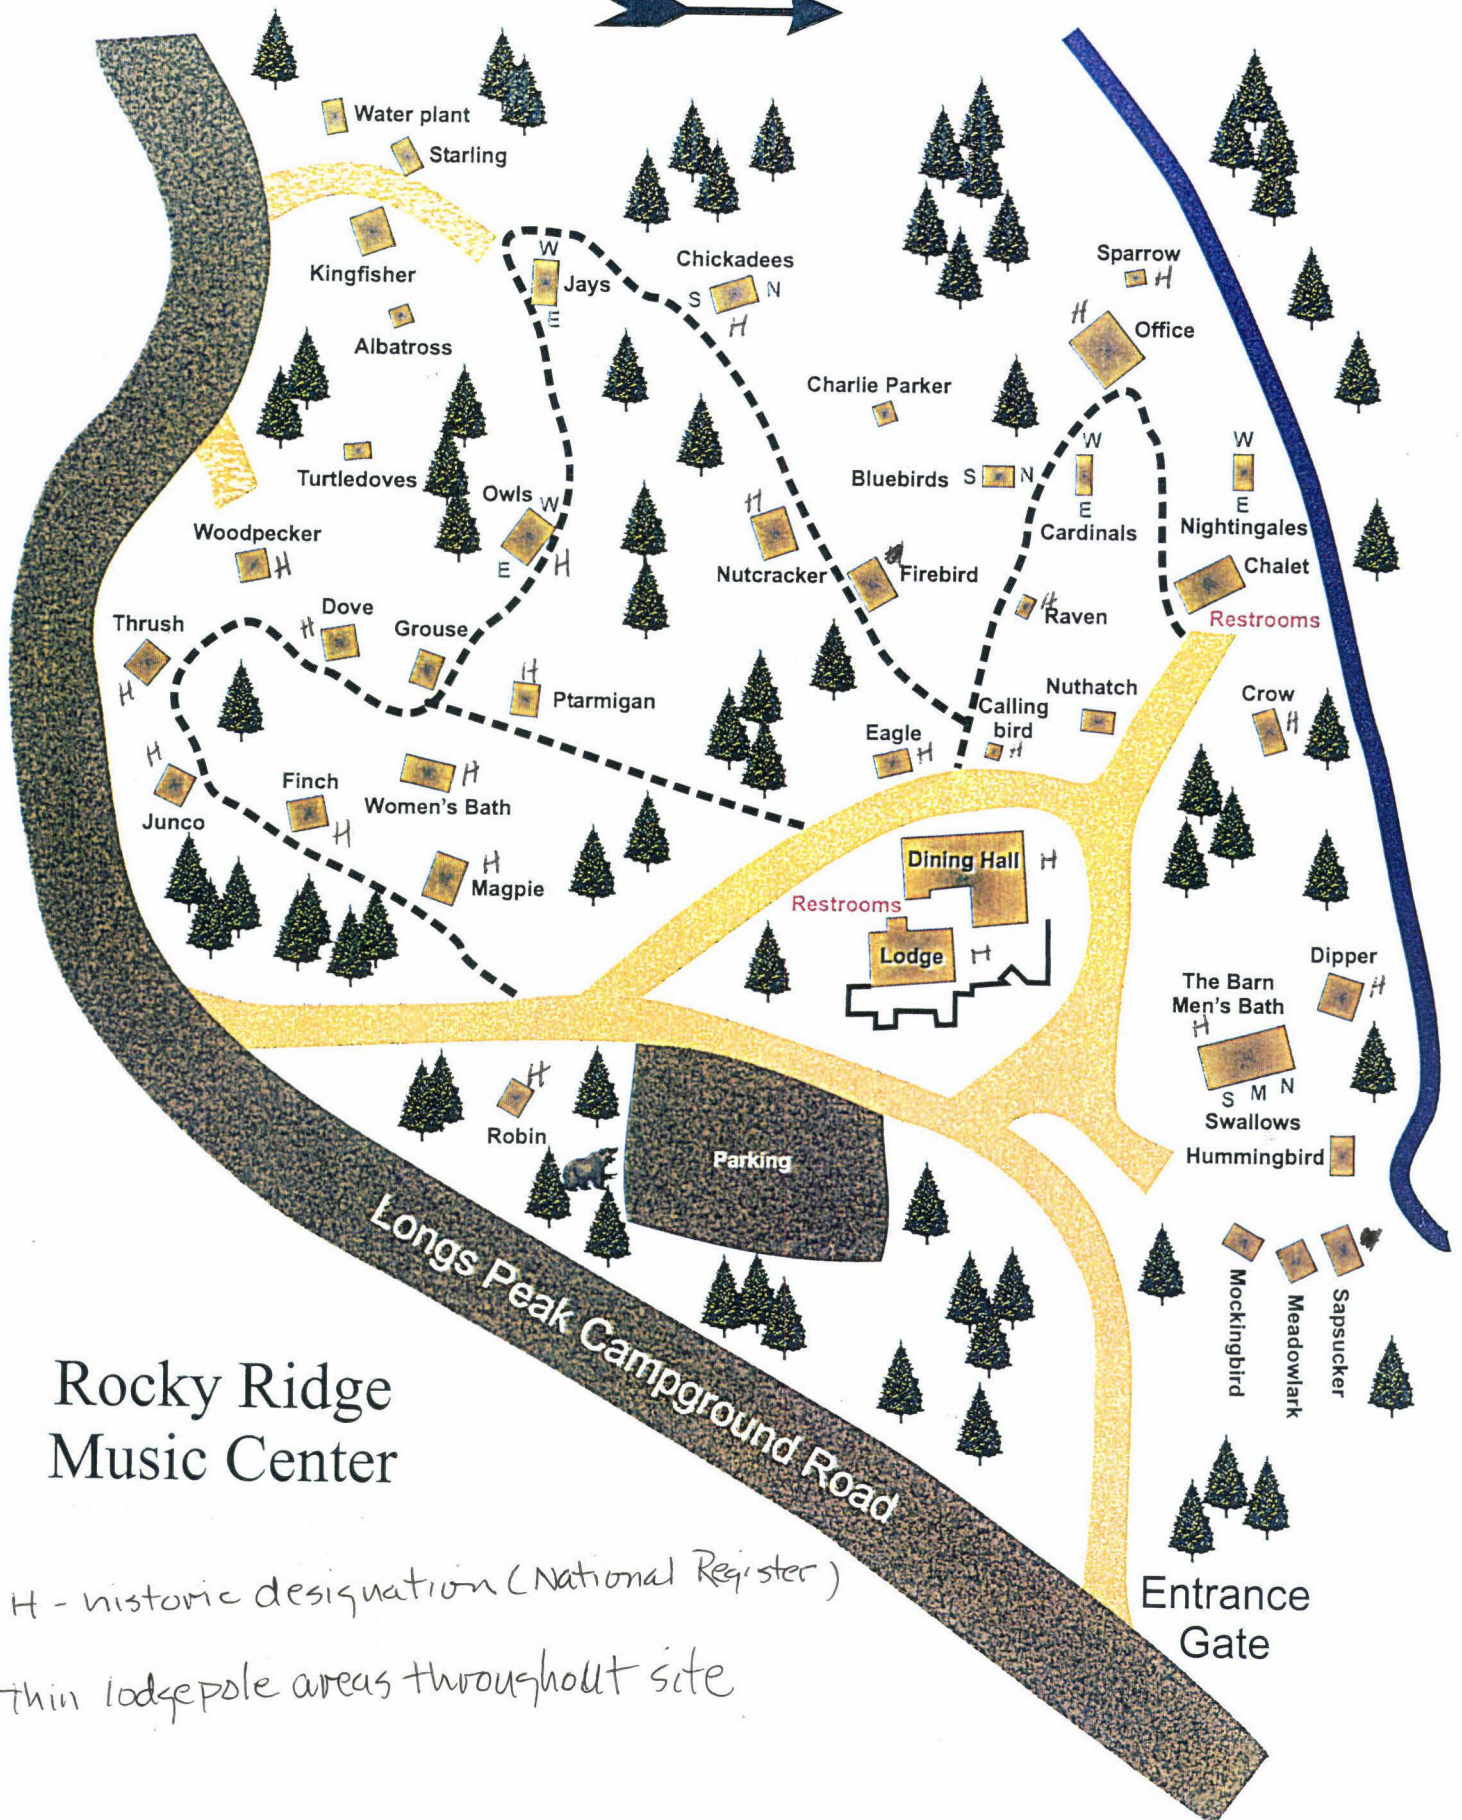 Water plant
Starling
Kingfisher
W
Jays
E
Chickadees
S
N
H
Sparrow
H
H
Office
Albatross
Charlie Parker
Turtledoves
Owls
W
E
H
Bluebirds
S
N
W
E
E
Cardinals
W
E
Nightingales
Woodpecker
H
H
Nutcracker
Firebird
Chalet
Restrooms
Thrush
H
Dove
H
Grouse
H
Ptarmigan
H
Raven
Nuthatch
Calling
bird
H
Crow
H
Eagle
H
H
Junco
Finch
H
H
Women's Bath
H
Magpie
Dining Hall
H
Restrooms
Lodge
H
Dipper
H
The Barn
Men's Bath
H
S M N
Swallows
Hummingbird
H
Robin
Parking
Mockingbird
Meadowlark
Sapsucker
Longs Peak Campground Road
Rocky Ridge
Music Center
Entrance
Gate
H - historic designation (National Register)
Thin lodgepole areas throughout site